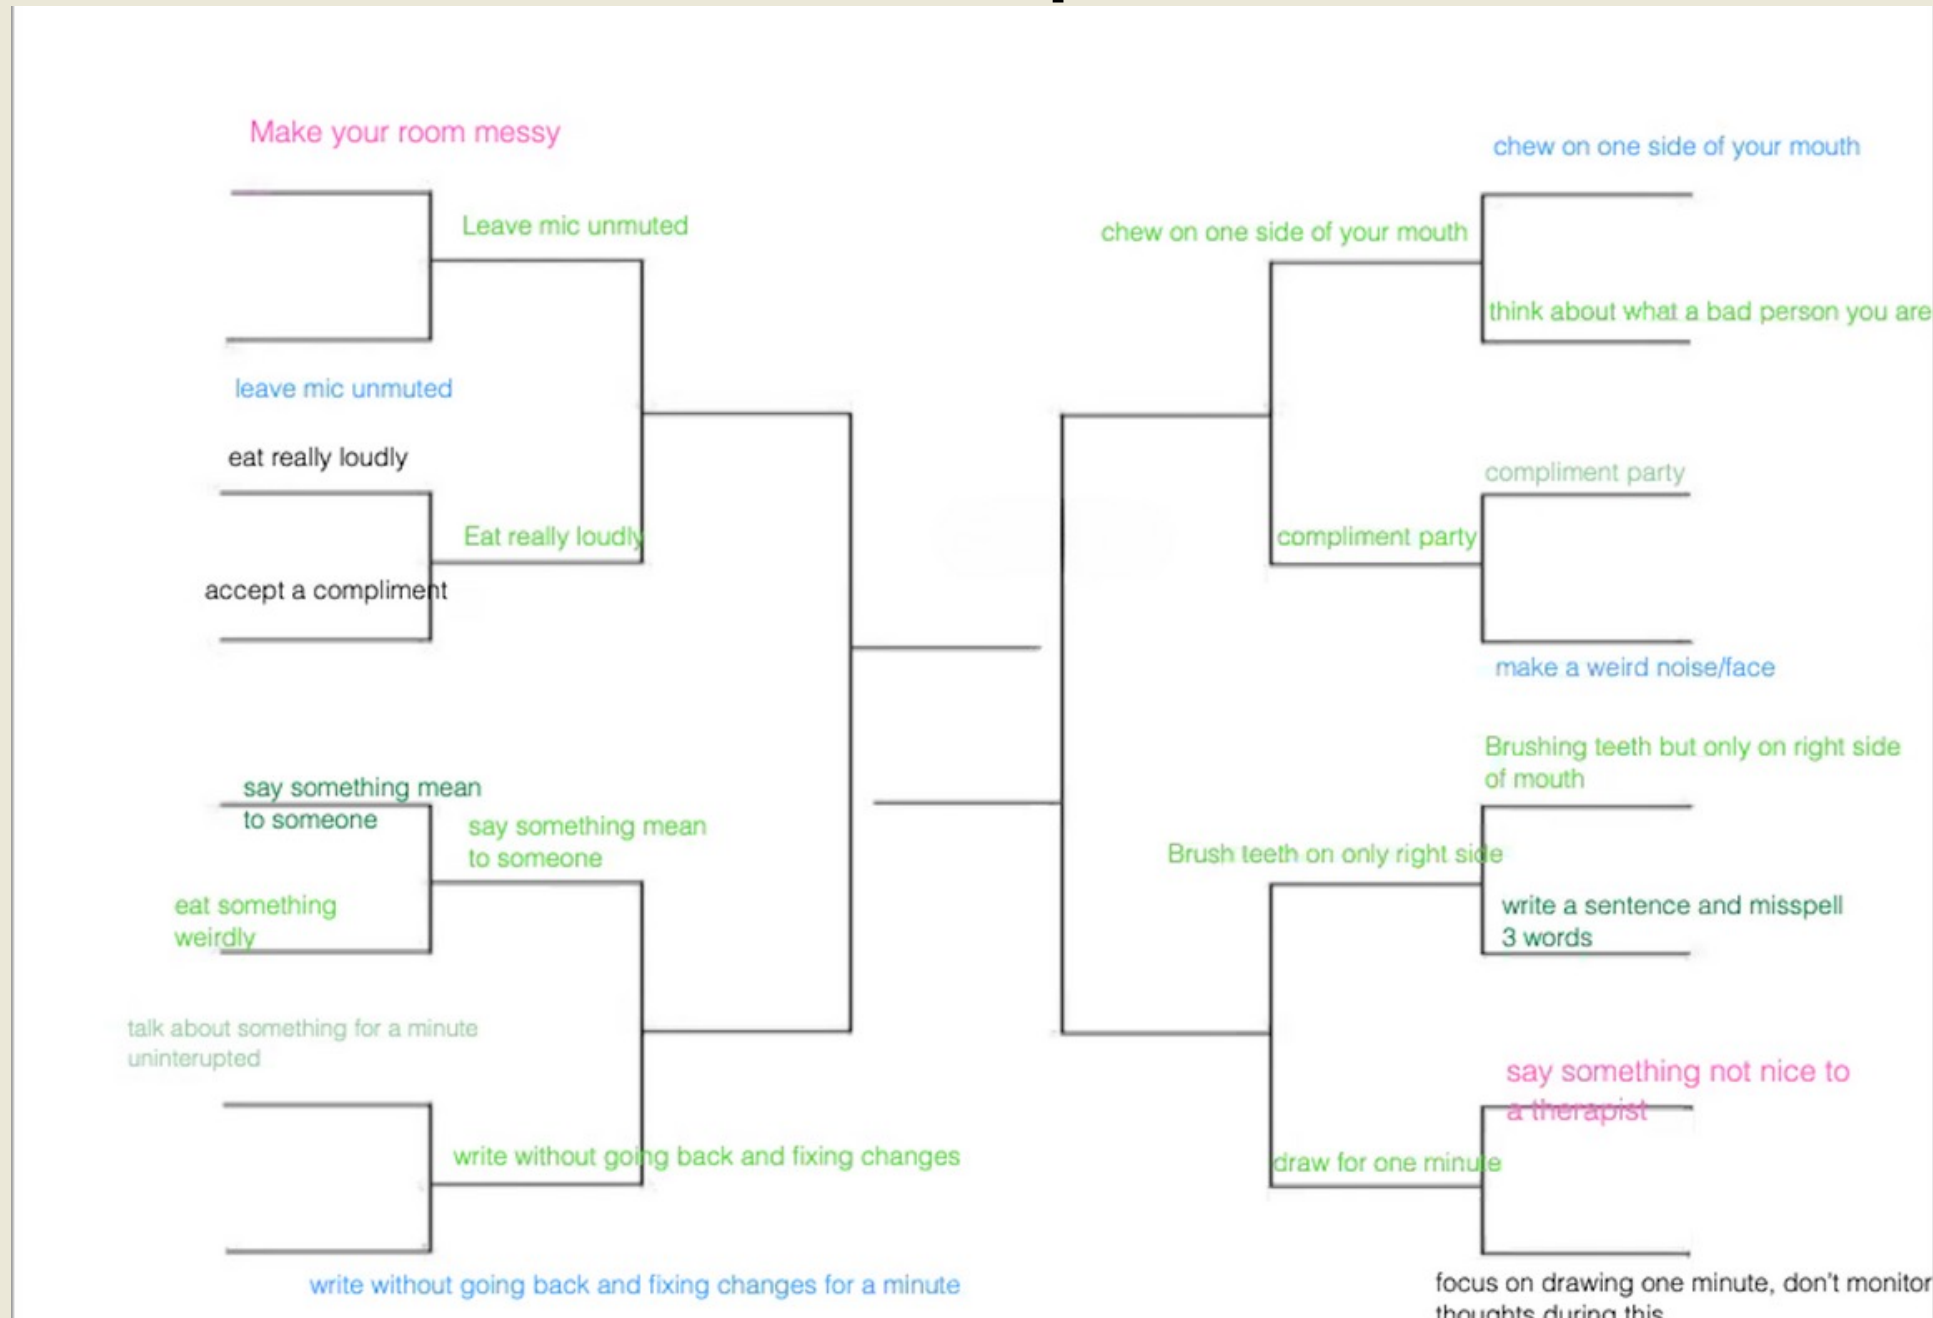 Make your room messy
Leave mic unmuted
leave mic unmuted
eat really loudly
Eat really loudly
accept a compliment
say something mean
to someone
say something mean
to someone
eat something
weirdly
talk about something for a minute
uninterupted
write without going back and fixing changes
write without going back and fixing changes for a minute
chew on one side of your mouth
chew on one side of your mouth
think about what a bad person you are
compliment party
compliment party
make a weird noise/face
Brushing teeth but only on right side
of mouth
Brush teeth on only right side
write a sentence and misspell
3 words
say something not nice to
a therapist
draw for one minute
focus on drawing one minute, don't monitor
thoughts during this